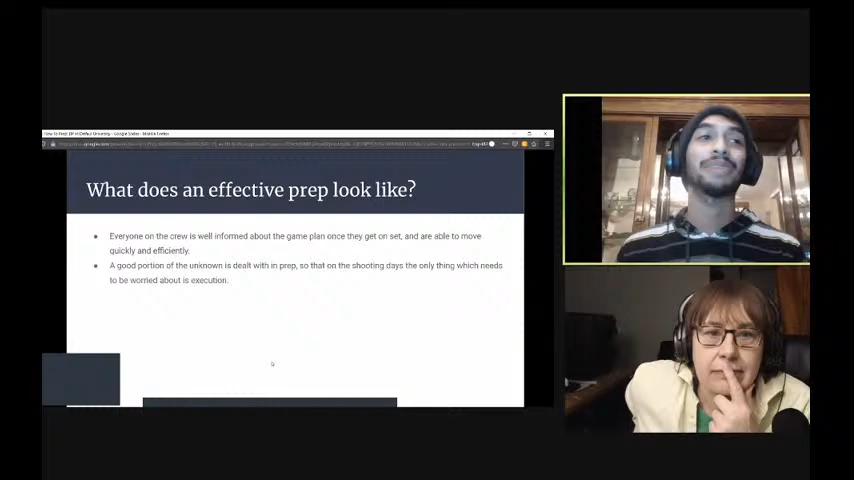 What does an effective prep look like?
● Everyone on the crew is well informed about the game plan once they get on set, and are able to move
quickly and efficiently.
● A good portion of the unknown is dealt with in prep, so that on the shooting days the only thing which needs
to be worried about is execution.